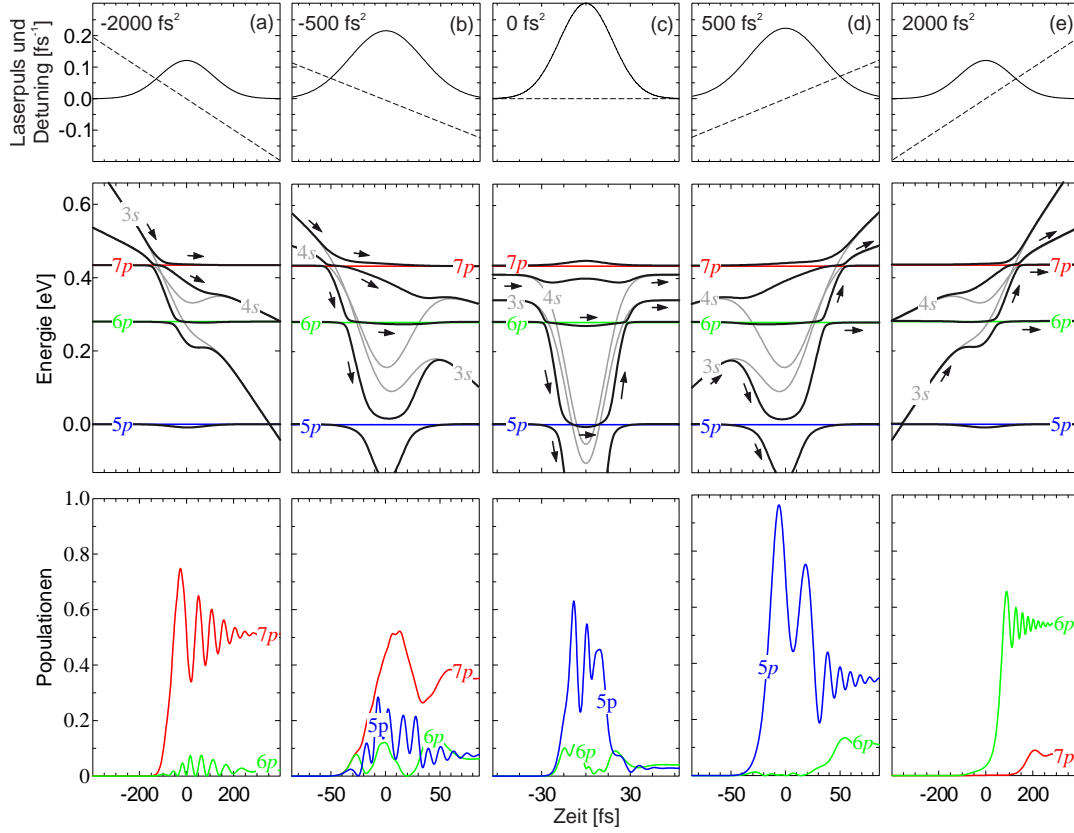 -2000 fs² (a) -500 fs² (b) 0 fs² (c) 500 fs² (d) 2000 fs² (e)
Laserpuls und
Detuning [fs⁻¹]
0.2
0.1
0.0
-0.1
Energie [eV]
0.6
0.4
0.2
0.0
3s
7p
4s
6p
5p
4s
7p
6p
3s
5p
7p
4s
3s
6p
5p
7p
4s
6p
3s
5p
7p
4s
6p
3s
5p
Populationen
1.0
0.8
0.6
0.4
0.2
0
7p
6p
7p
5p
6p
5p
6p
5p
6p
6p
7p
-200 0 200 -50 0 50 -30 0 30 -50 0 50 -200 0 200
Zeit [fs]